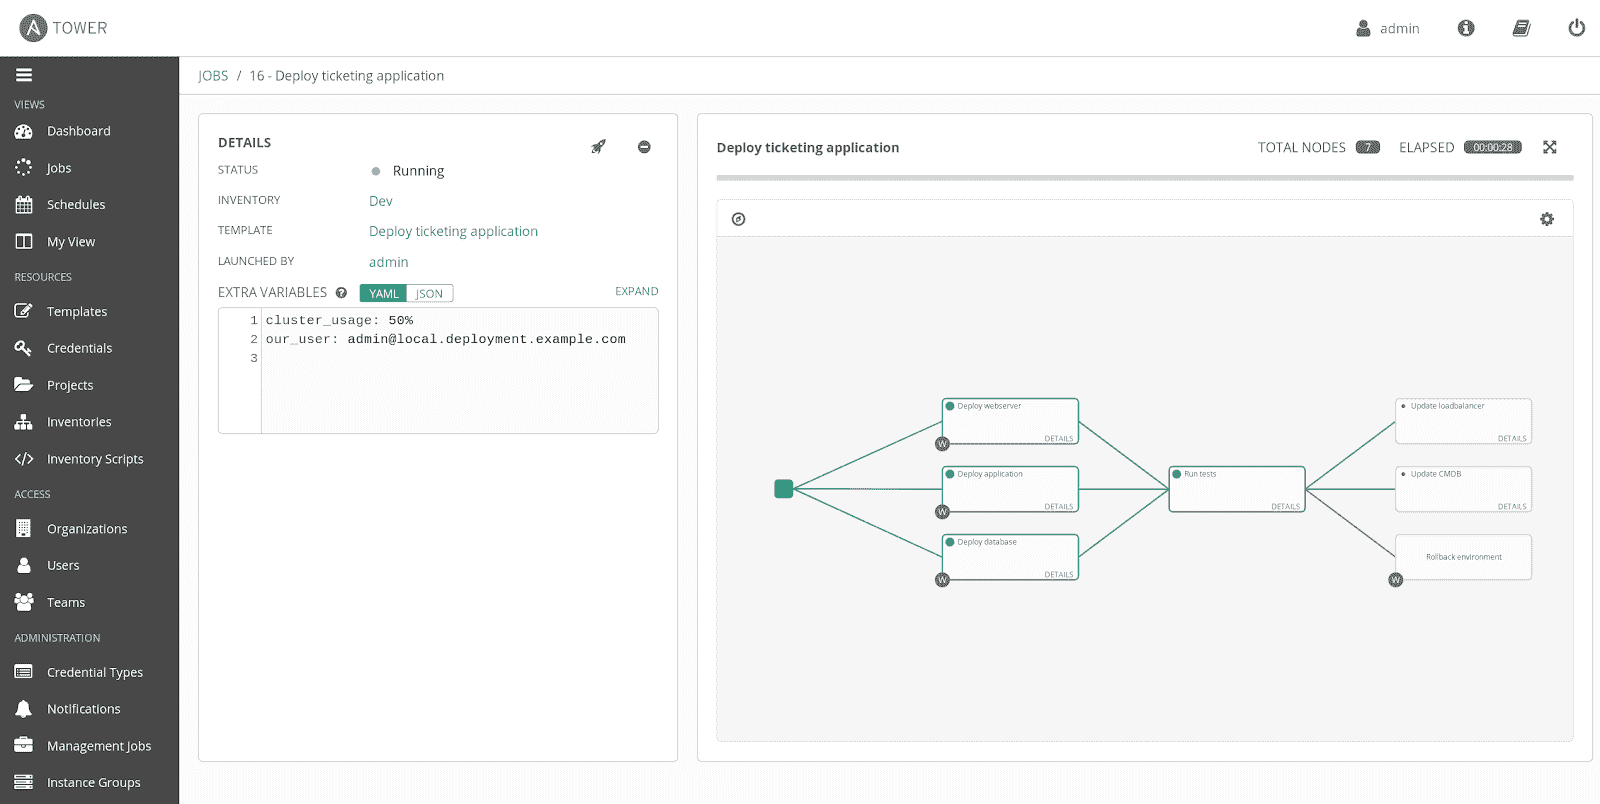 TOWER
admin
VIEWS
Dashboard
Jobs
Schedules
My View
RESOURCES
Templates
Credentials
Projects
Inventories
Inventory Scripts
ACCESS
Organizations
Users
Teams
ADMINISTRATION
Credential Types
Notifications
Management Jobs
Instance Groups
JOBS / 16 - Deploy ticketing application
DETAILS
STATUS Running
INVENTORY Dev
TEMPLATE Deploy ticketing application
LAUNCHED BY admin
EXTRA VARIABLES ? YAML JSON EXPAND
1 cluster_usage: 50%
2 our_user: admin@local.deployment.example.com
3
Deploy ticketing application TOTAL NODES 7 ELAPSED 00:00:28
Deploy webserver
DETAILS
W
Deploy application
DETAILS
W
Deploy database
DETAILS
W
Run tests
DETAILS
Update loadbalancer
DETAILS
Update CMDB
DETAILS
Rollback environment
W